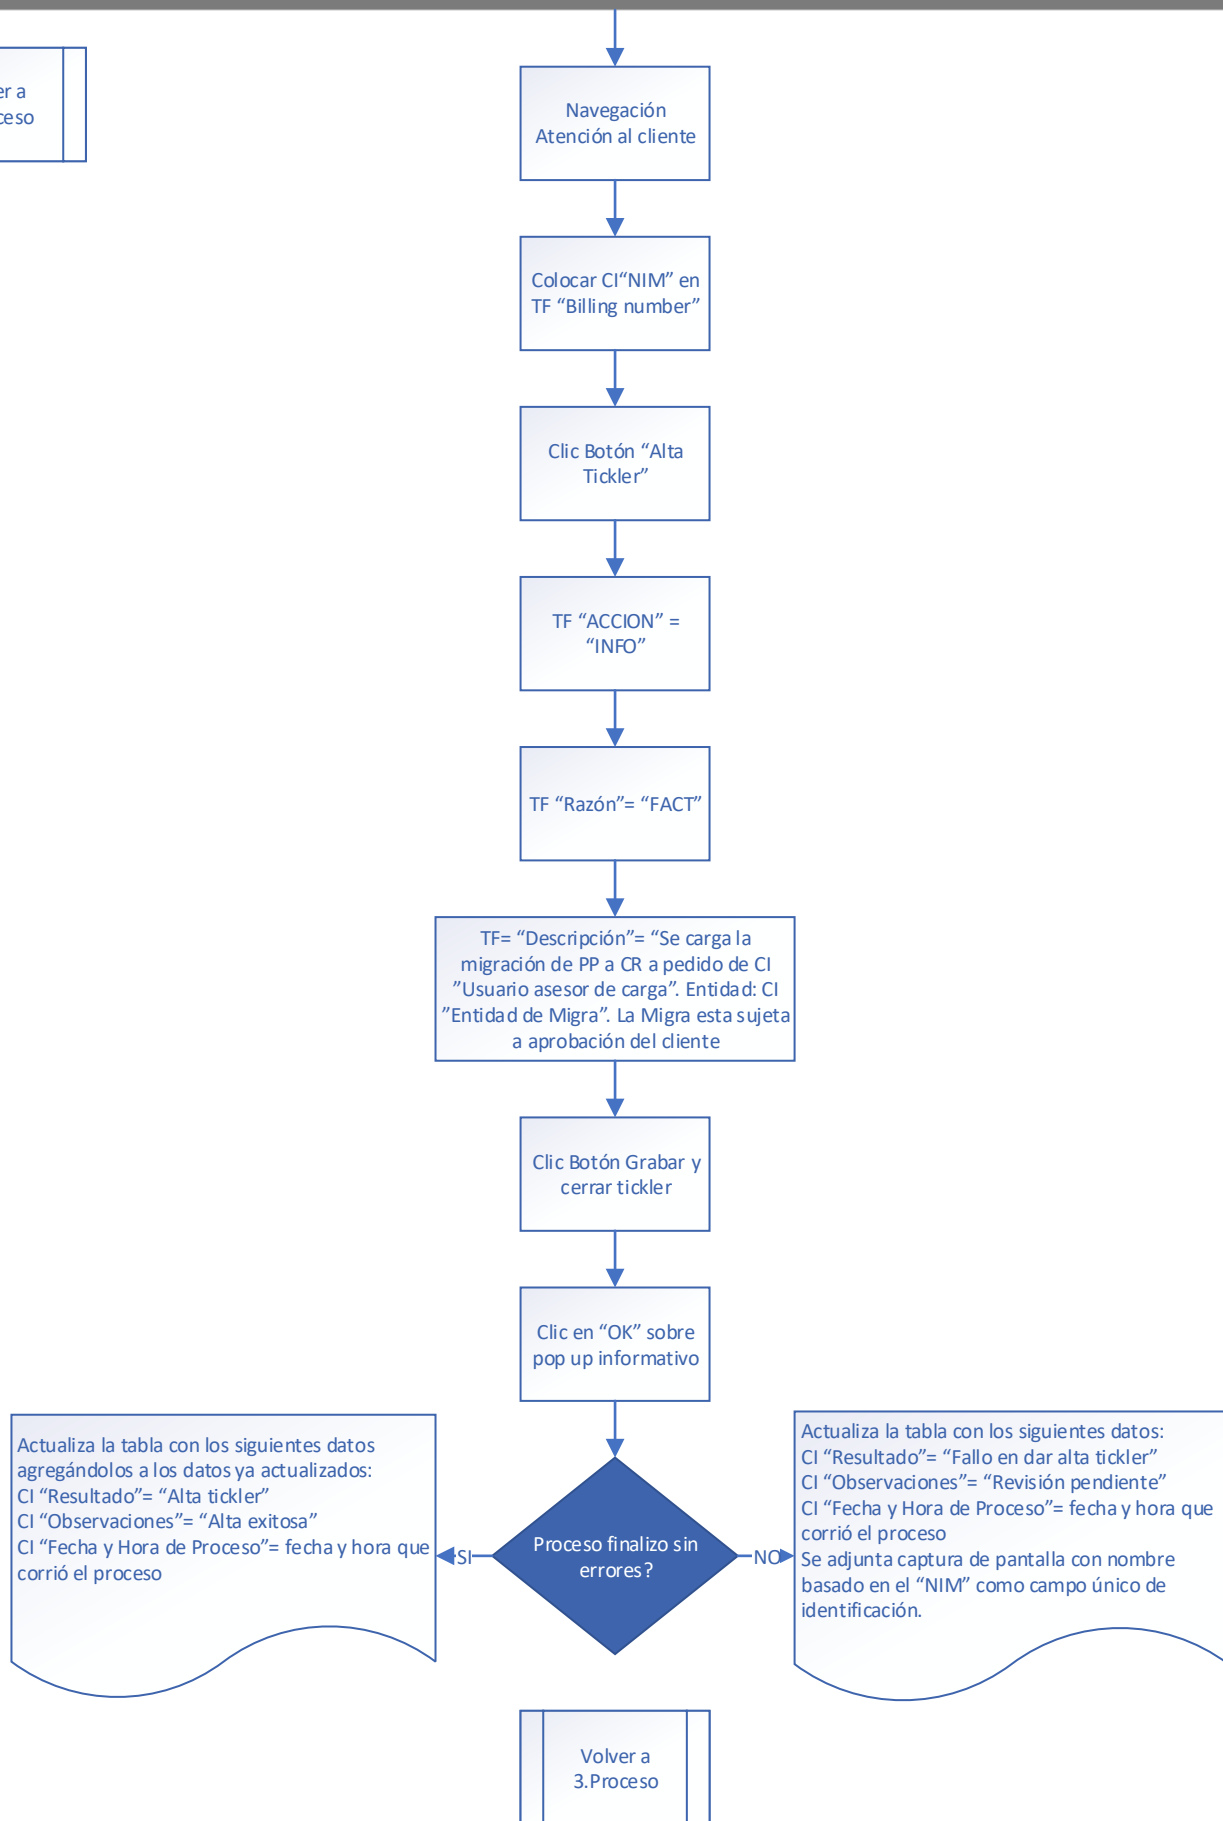 Navegación
Atención al cliente
Colocar CI“NIM” en
TF “Billing number”
Clic Botón “Alta
Tickler”
TF “ACCION” =
“INFO”
TF “Razón”= “FACT”
TF= “Descripción”= “Se carga la
migración de PP a CR a pedido de CI
”Usuario asesor de carga”. Entidad: CI
”Entidad de Migra”. La Migra esta sujeta
a aprobación del cliente
Clic Botón Grabar y
cerrar tickler
Clic en “OK” sobre
pop up informativo
Actualiza la tabla con los siguientes datos
agregándolos a los datos ya actualizados:
CI “Resultado”= “Alta tickler”
CI “Observaciones”= “Alta exitosa”
CI “Fecha y Hora de Proceso”= fecha y hora que
corrió el proceso
SI
Proceso finalizo sin
errores?
NO
Actualiza la tabla con los siguientes datos:
CI “Resultado”= “Fallo en dar alta tickler”
CI “Observaciones”= “Revisión pendiente”
CI “Fecha y Hora de Proceso”= fecha y hora que
corrió el proceso
Se adjunta captura de pantalla con nombre
basado en el “NIM” como campo único de
identificación.
Volver a
3.Proceso